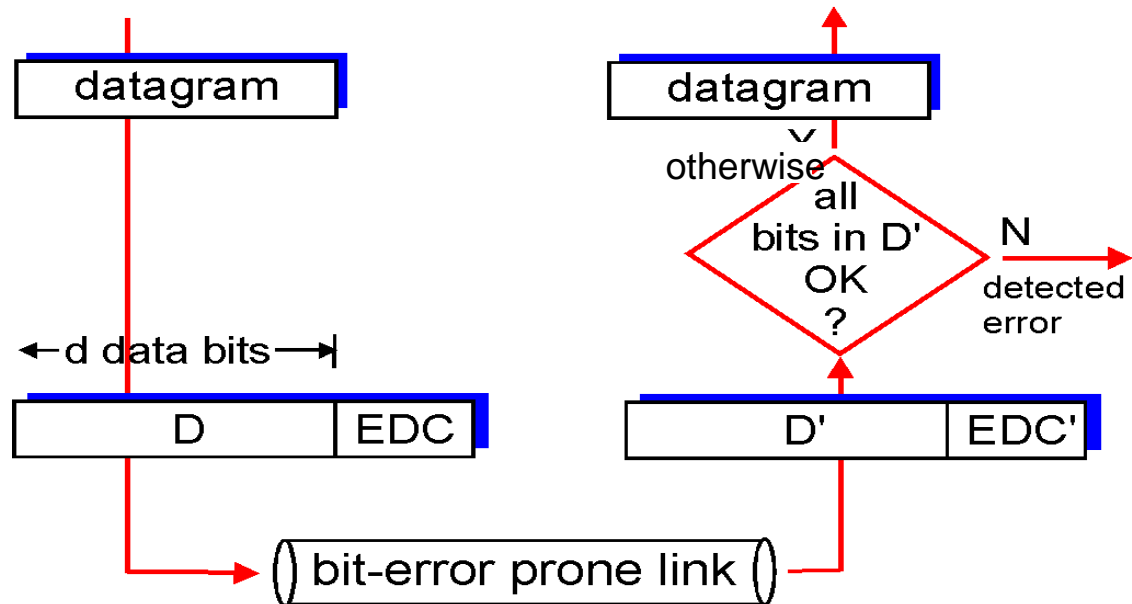 datagram
d data bits
D
EDC
bit-error prone link
D'
EDC'
all
bits in D'
OK
?
N
detected
error
otherwise
datagram